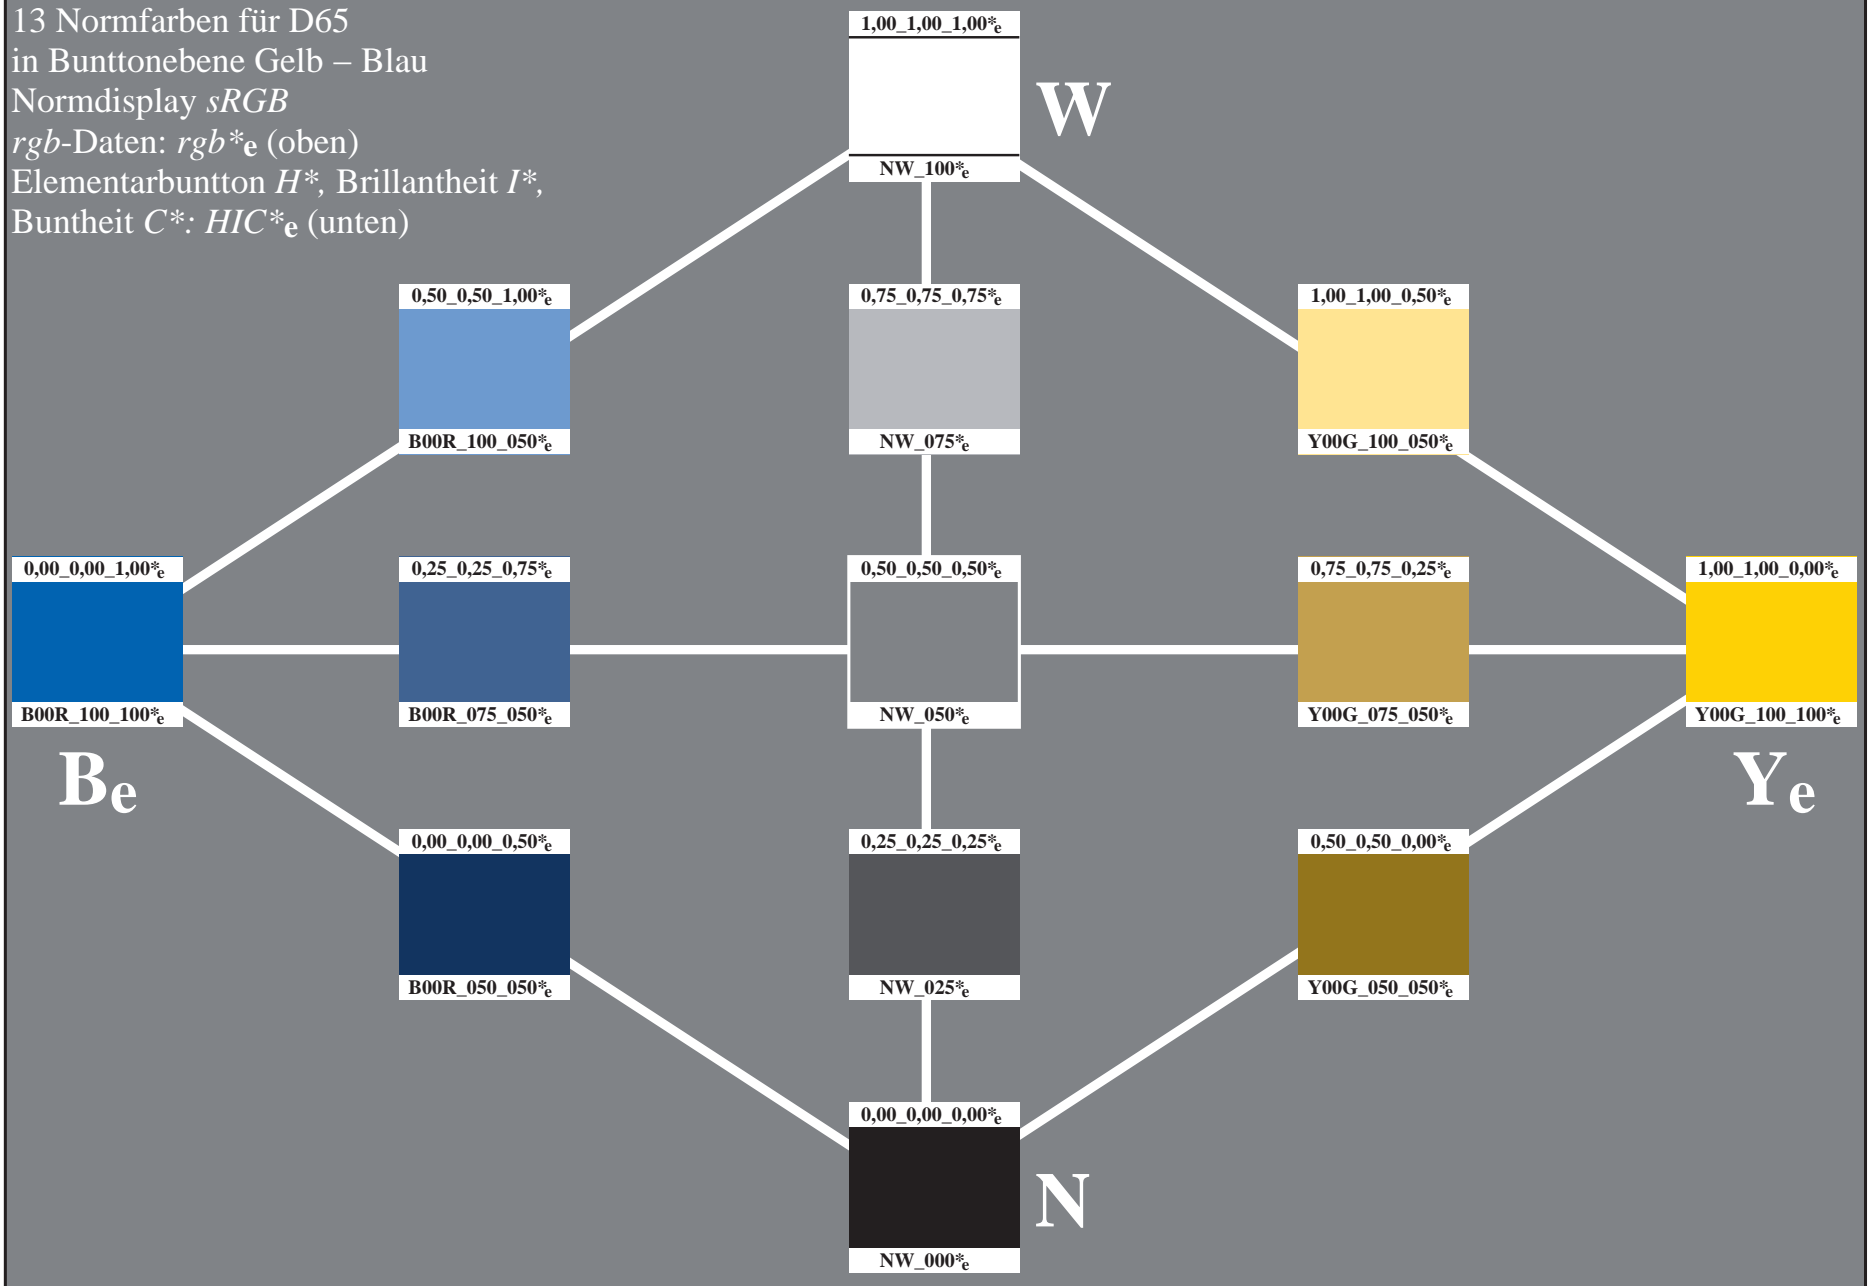 13 Normfarben für D65
in Bunttonebene Gelb – Blau
Normdisplay sRGB
rgb-Daten: rgb*e (oben)
Elementarbuntton H*, Brillantheit I*,
Buntheit C*: HIC*e (unten)
1,00_1,00_1,00*e
W
NW_100*e
0,50_0,50_1,00*e
B00R_100_050*e
0,75_0,75_0,75*e
NW_075*e
1,00_1,00_0,50*e
Y00G_100_050*e
0,00_0,00_1,00*e
B00R_100_100*e
Be
0,25_0,25_0,75*e
B00R_075_050*e
0,50_0,50_0,50*e
NW_050*e
0,75_0,75_0,25*e
Y00G_075_050*e
1,00_1,00_0,00*e
Y00G_100_100*e
Ye
0,00_0,00_0,50*e
B00R_050_050*e
0,25_0,25_0,25*e
NW_025*e
0,50_0,50_0,00*e
Y00G_050_050*e
0,00_0,00_0,00*e
N
NW_000*e